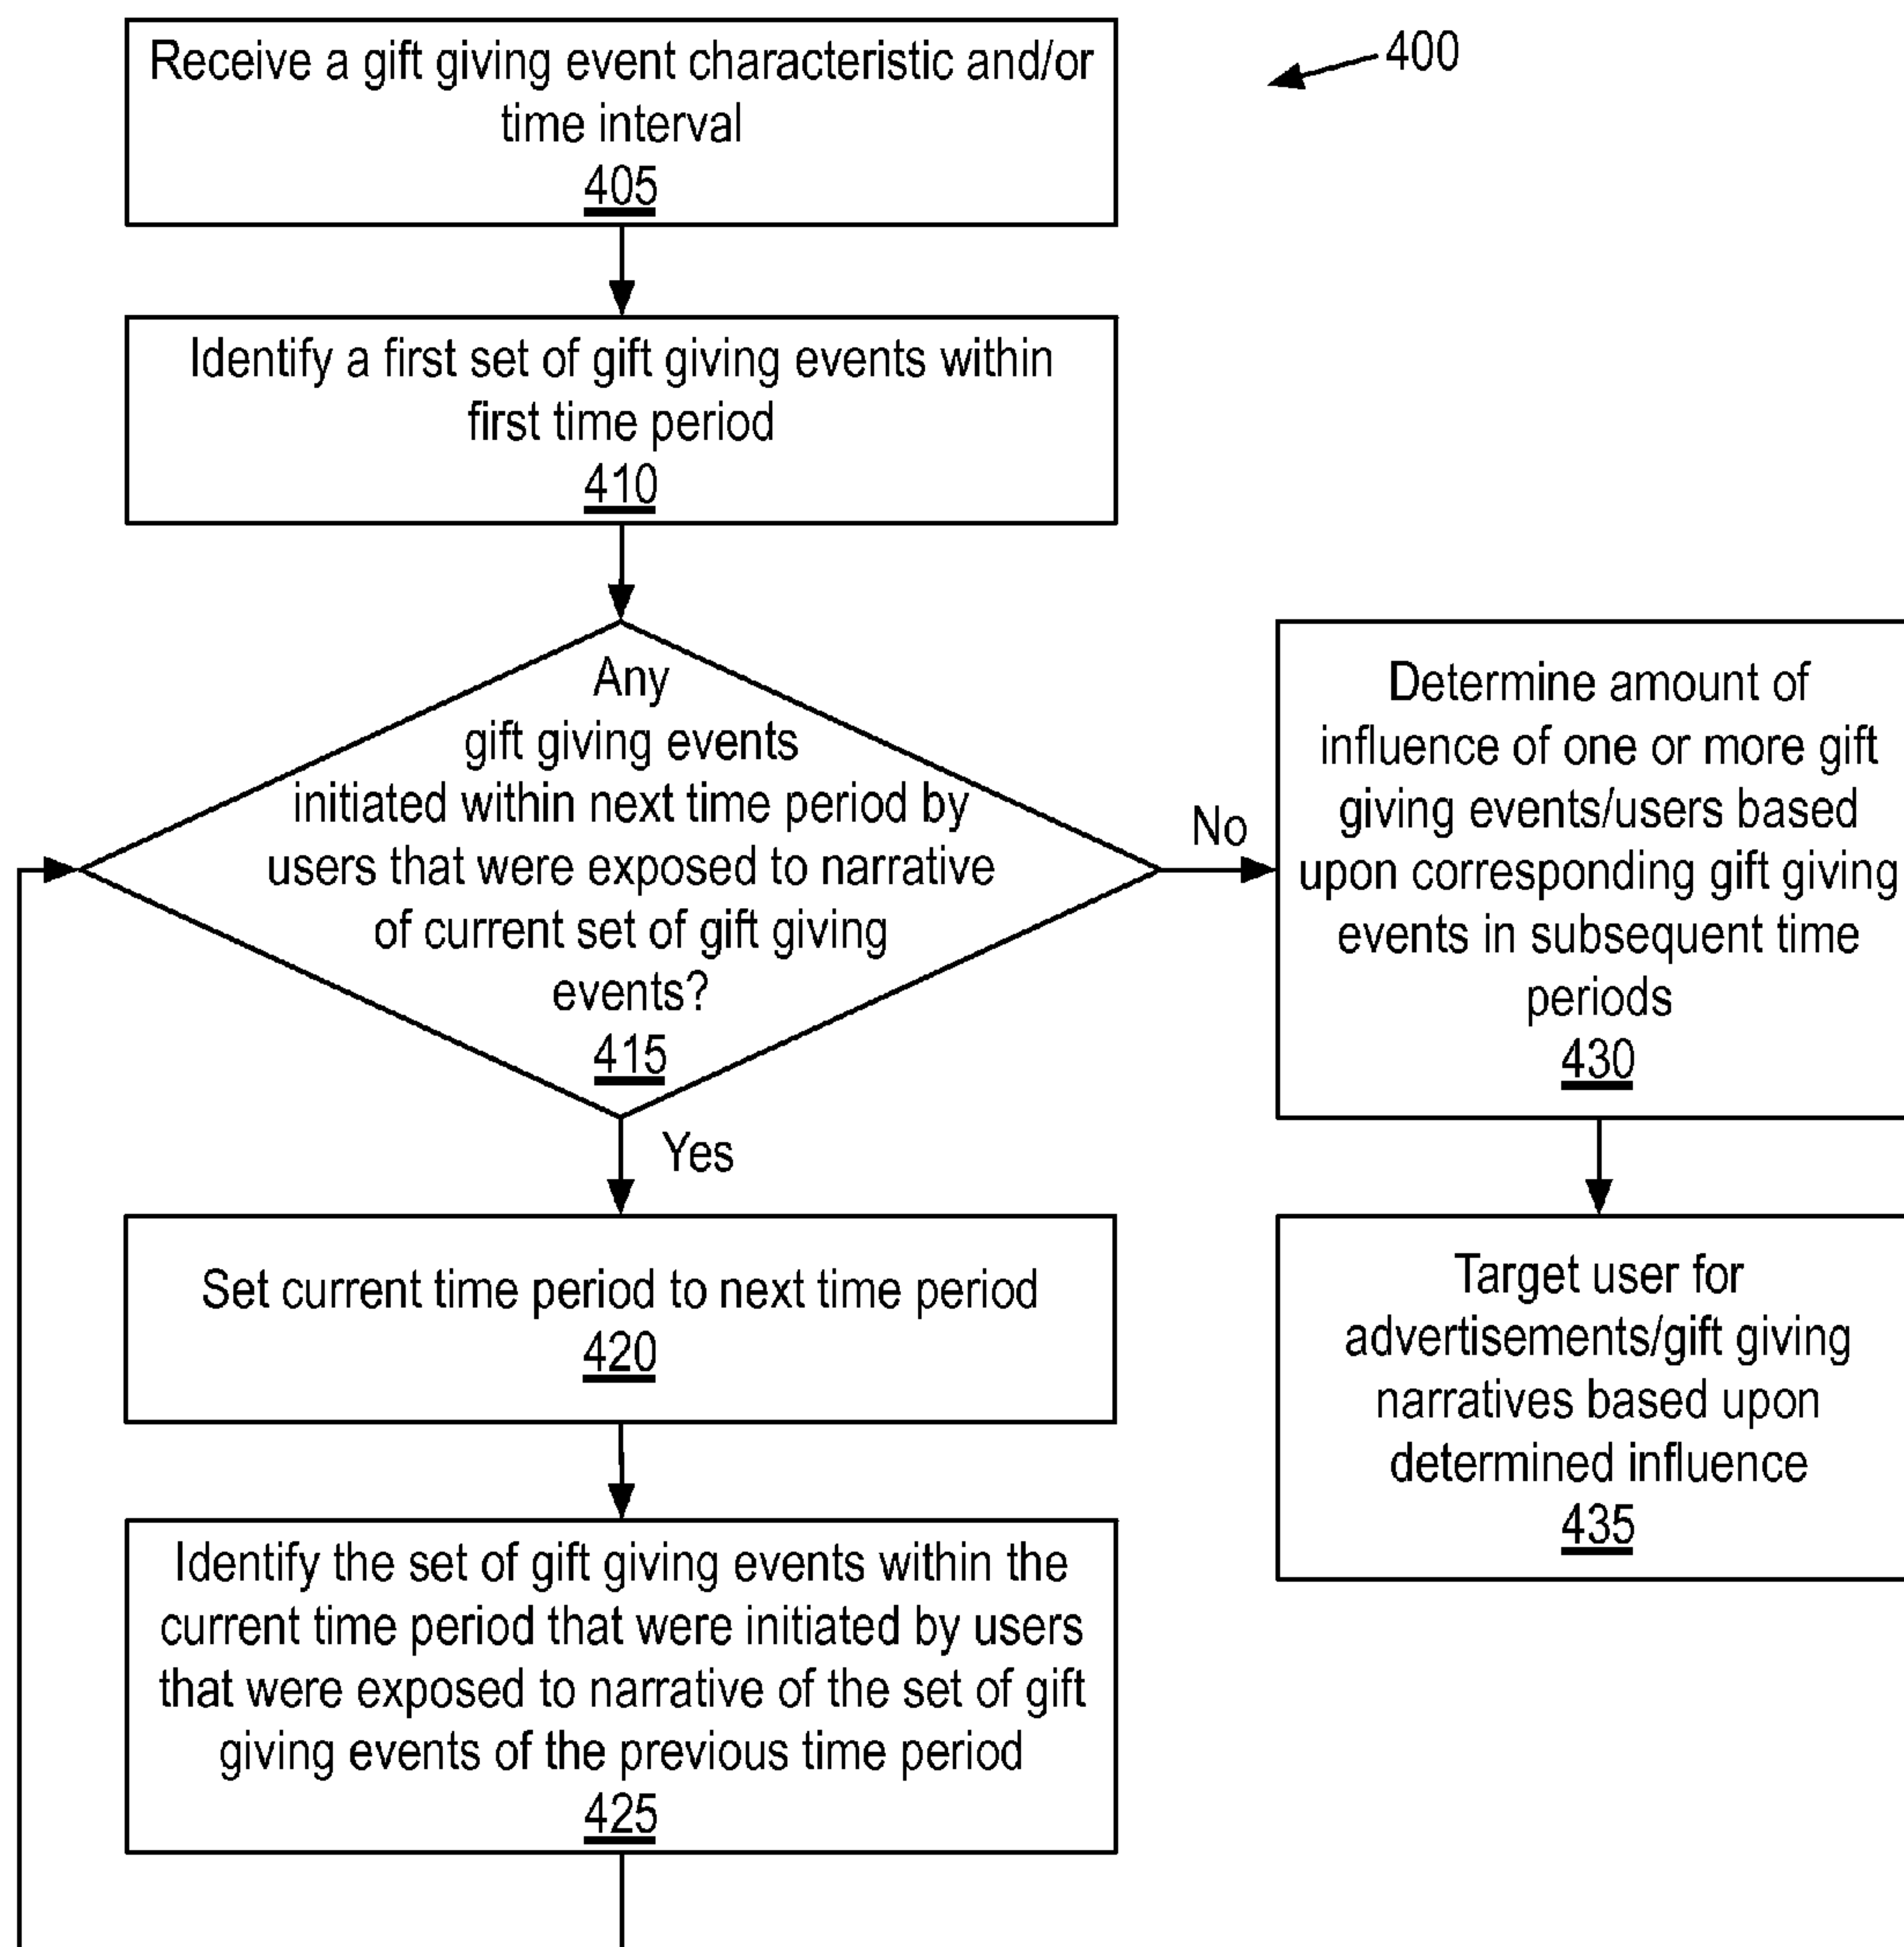 Receive a gift giving event characteristic and/or
time interval
405
400
Identify a first set of gift giving events within
first time period
410
Any
gift giving events
initiated within next time period by
users that were exposed to narrative
of current set of gift giving
events?
415
No
Yes
Determine amount of
influence of one or more gift
giving events/users based
upon corresponding gift giving
events in subsequent time
periods
430
Set current time period to next time period
420
Identify the set of gift giving events within the
current time period that were initiated by users
that were exposed to narrative of the set of gift
giving events of the previous time period
425
Target user for
advertisements/gift giving
narratives based upon
determined influence
435